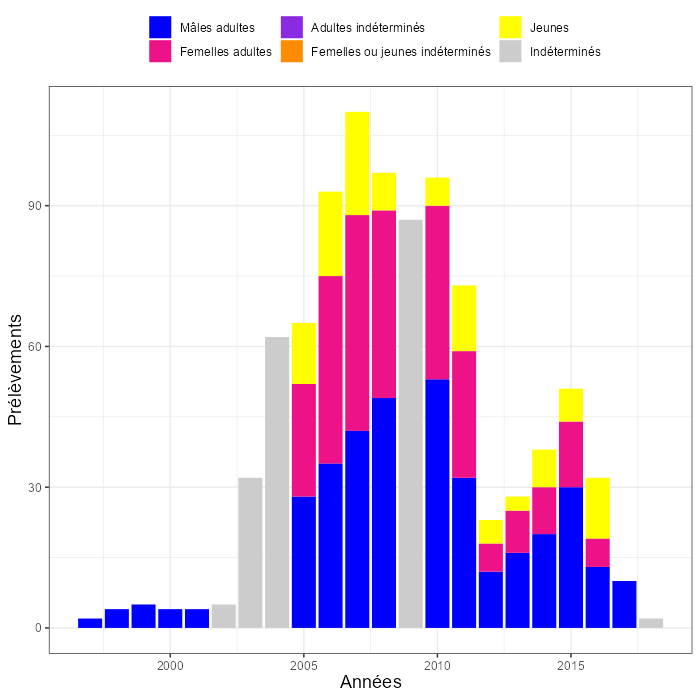 Mâles adultes
Adultes indéterminés
Jeunes
Femelles adultes
Femelles ou jeunes indéterminés
Indéterminés
Prélèvements
90
60
30
0
2000
2005
2010
2015
Années